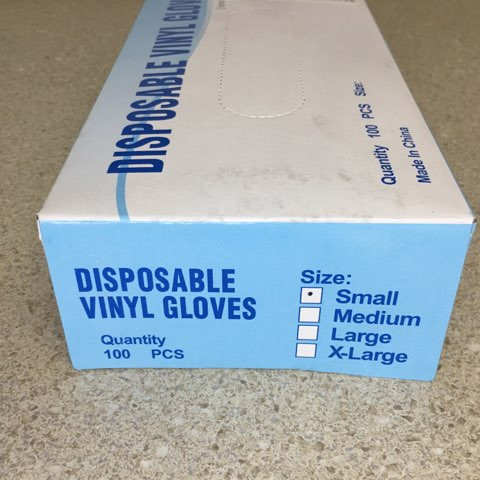 DISPOSABLE VINYL
Quantity 100 PCS Size:
Made In China
DISPOSABLE
VINYL GLOVES
Quantity
100 PCS
Size:
Small
Medium
Large
X-Large